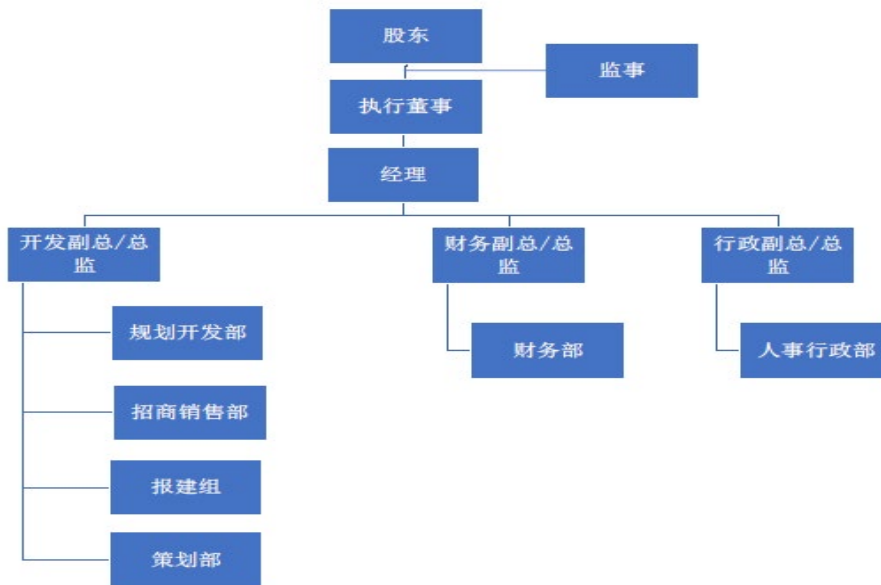 股东
监事
执行董事
经理
开发副总/总
监
财务副总/总
监
行政副总/总
监
规划开发部
财务部
人事行政部
招商销售部
报建组
策划部